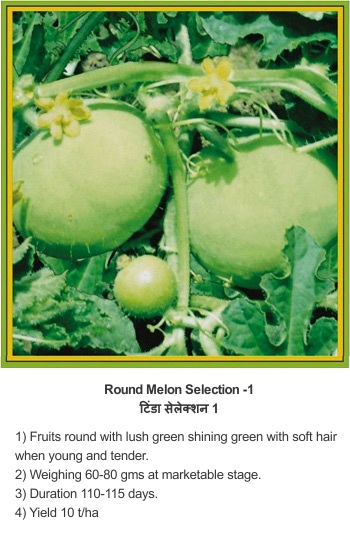 Round Melon Selection -1
टिंडा सेलेक्शन 1
1) Fruits round with lush green shining green with soft hair
when young and tender.
2) Weighing 60-80 gms at marketable stage.
3) Duration 110-115 days.
4) Yield 10 t/ha